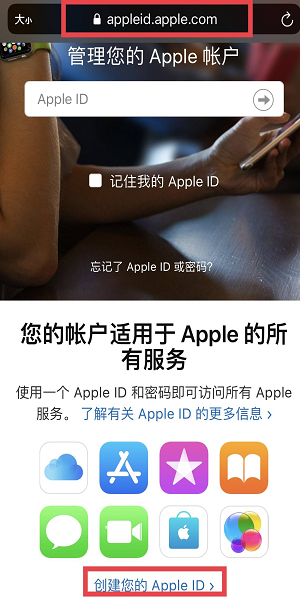 大小 appleid.apple.com
管理您的 Apple 帐户
Apple ID
记住我的 Apple ID
忘记了 Apple ID 或密码?
您的帐户适用于 Apple 的所
有服务
使用一个 Apple ID 和密码即可访问所有 Apple
服务。 了解有关 Apple ID 的更多信息 ›
创建您的 Apple ID ›